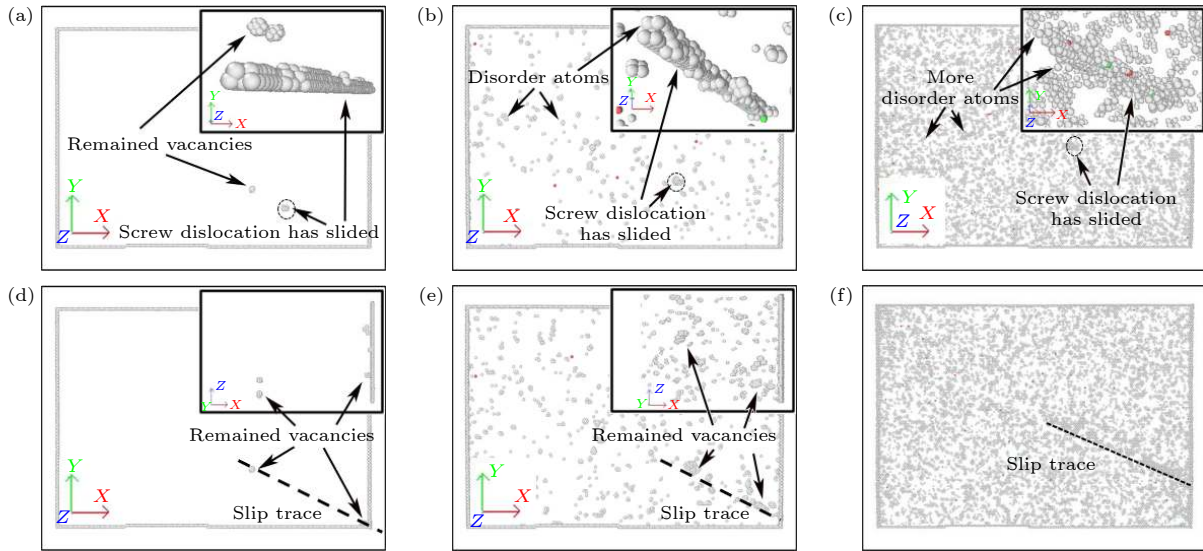 (a)
Remained vacancies
Screw dislocation has slided
Y
Z
X
Y
Z
X
(b)
Disorder atoms
Screw dislocation
has slided
Y
Z
X
Y
Z
X
(c)
More
disorder atoms
Screw dislocation
has slided
Y
Z
X
Y
Z
X
(d)
Remained vacancies
Slip trace
Z
Y
X
Y
Z
X
(e)
Remained vacancies
Slip trace
Z
Y
X
Y
Z
X
(f)
Slip trace